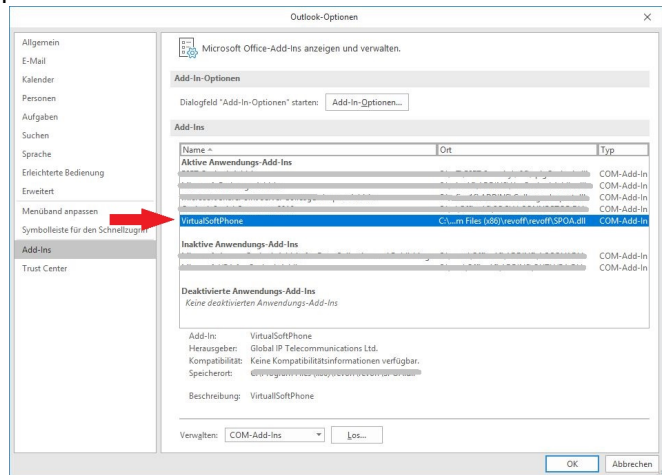 Outlook-Optionen
Allgemein
E-Mail
Kalender
Personen
Aufgaben
Suchen
Sprache
Erleichterte Bedienung
Erweitert
Menüband anpassen
Symbolleiste für den Schnellzugriff
Add-Ins
Trust Center
Microsoft Office-Add-Ins anzeigen und verwalten.
Add-In-Optionen
Dialogfeld "Add-In-Optionen" starten: Add-In-Optionen...
Add-Ins
Name Ort Typ
Aktive Anwendungs-Add-Ins
COM-Add-In
COM-Add-In
COM-Add-In
COM-Add-In
VirtualSoftPhone C:\...m Files (x86)\revoff\revoff\SPOA.dll COM-Add-In
Inaktive Anwendungs-Add-Ins
COM-Add-In
COM-Add-In
Deaktivierte Anwendungs-Add-Ins
Keine deaktivierten Anwendungs-Add-Ins
Add-In: VirtualSoftPhone
Herausgeber: Global IP Telecommunications Ltd.
Kompatibilität: Keine Kompatibilitätsinformationen verfügbar.
Speicherort:
Beschreibung: VirtuallSoftPhone
Verwalten: COM-Add-Ins Los...
OK Abbrechen